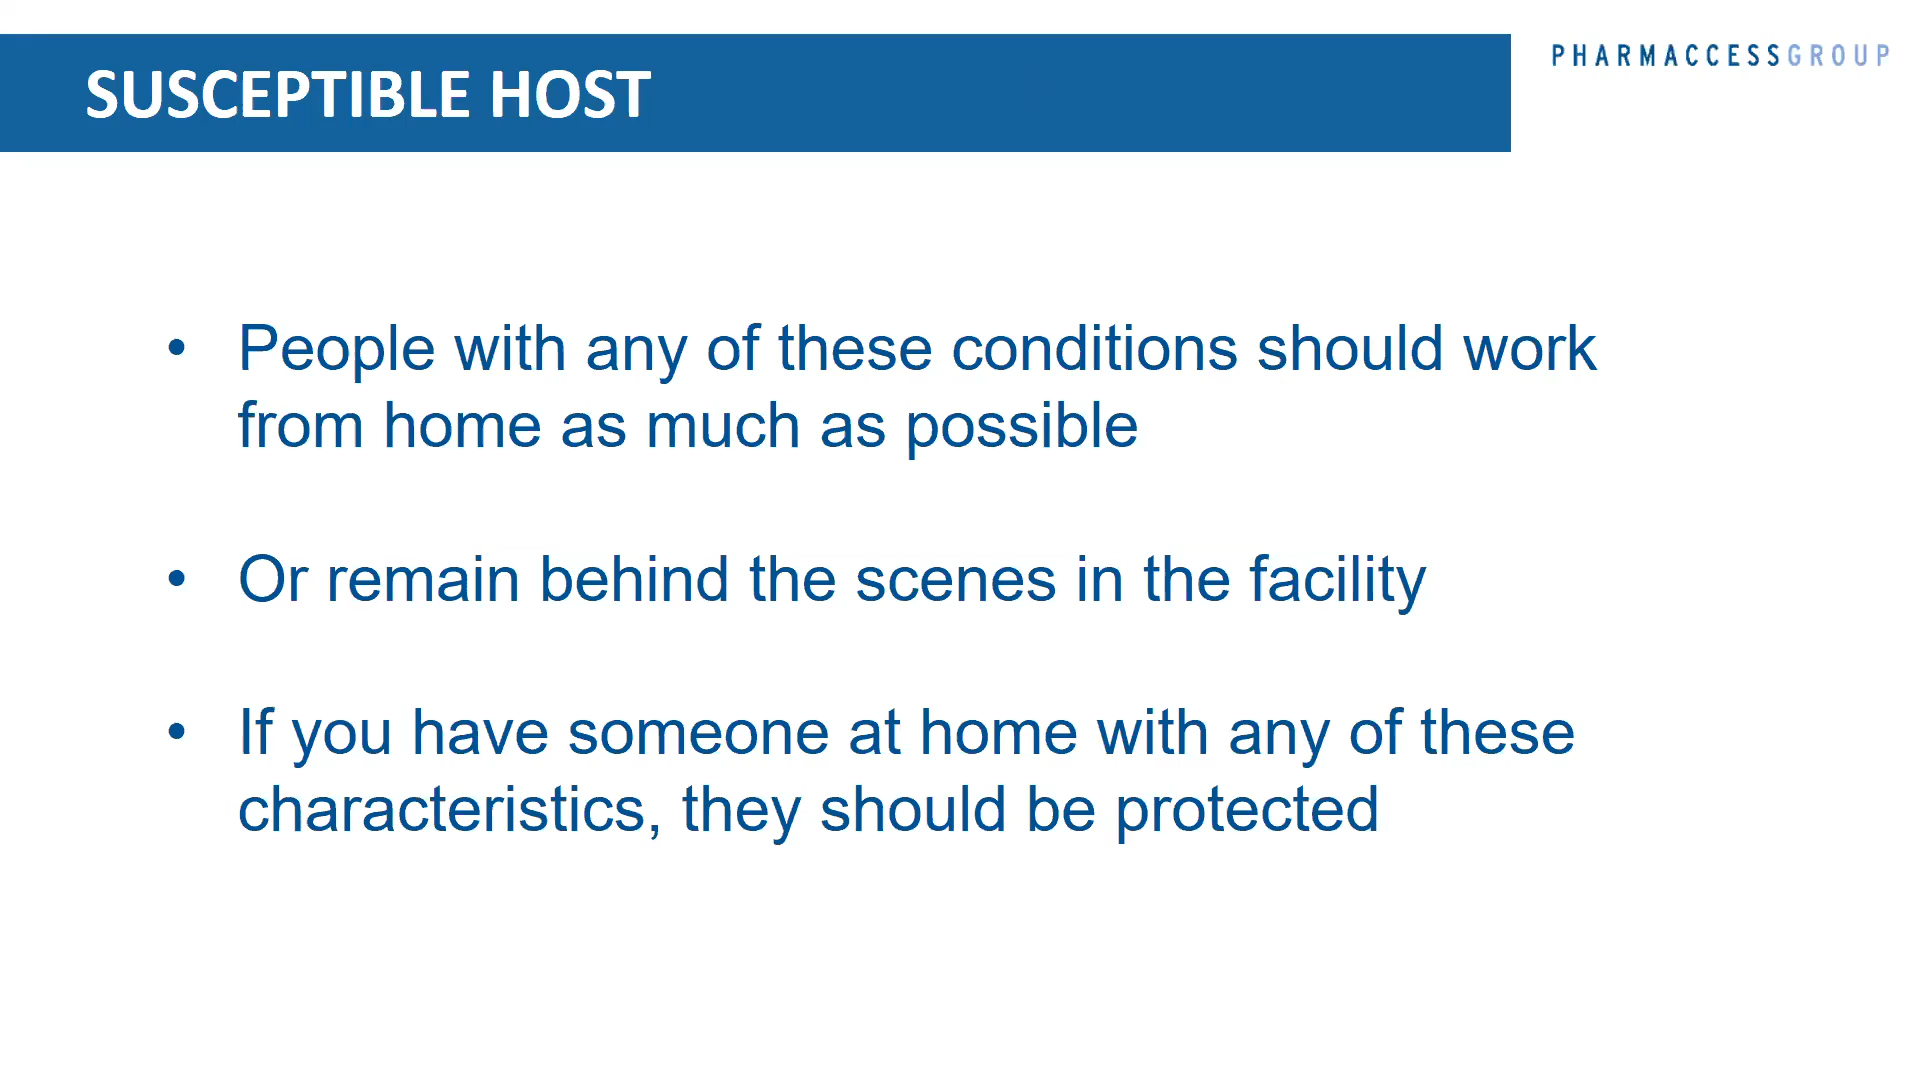 SUSCEPTIBLE HOST
PHARMACCESSGROUP
• People with any of these conditions should work
from home as much as possible
• Or remain behind the scenes in the facility
• If you have someone at home with any of these
characteristics, they should be protected